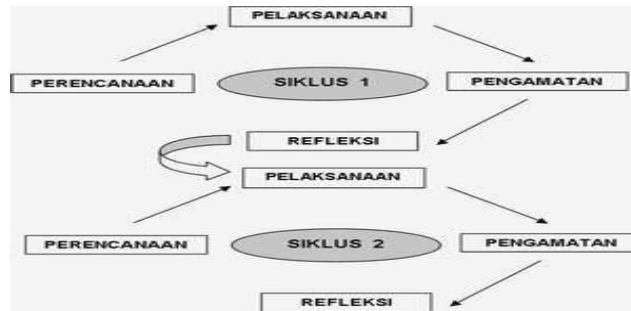 PELAKSANAAN
PERENCANAAN
SIKLUS 1
PENGAMATAN
REFLEKSI
PELAKSANAAN
PERENCANAAN
SIKLUS 2
PENGAMATAN
REFLEKSI